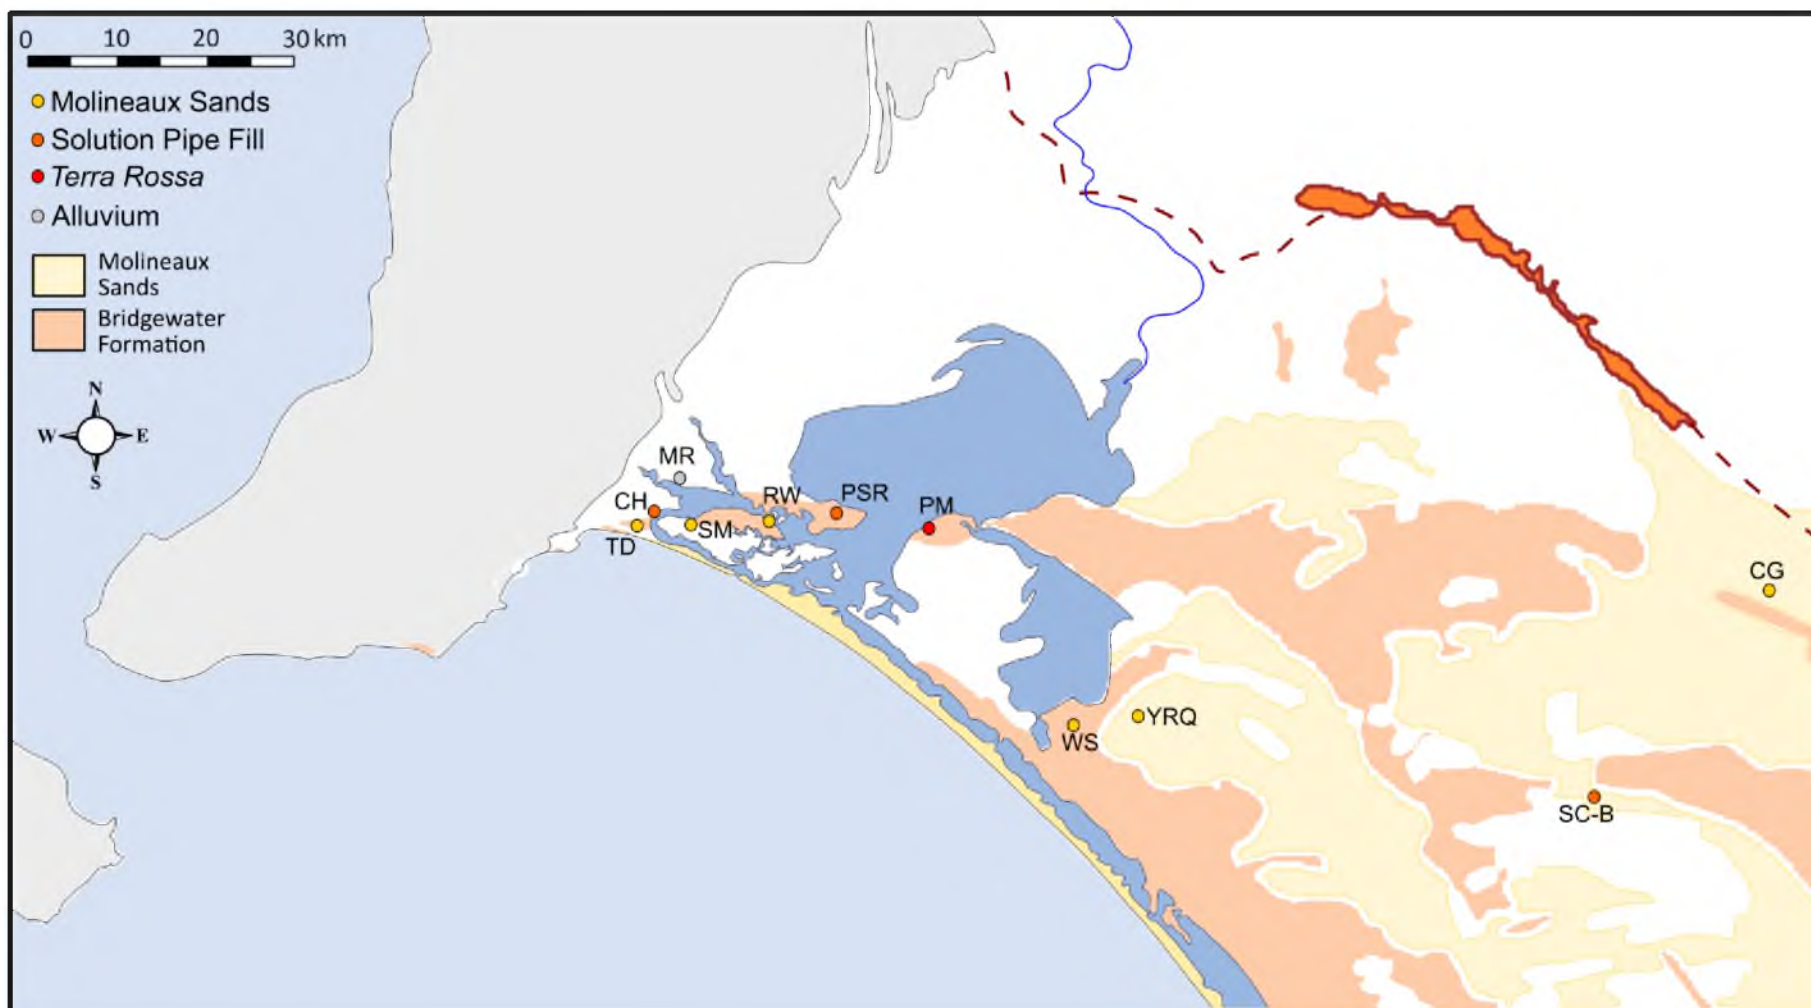 0 10 20 30 km
Molineaux Sands
Solution Pipe Fill
Terra Rossa
Alluvium
Molineaux
Sands
Bridgewater
Formation
N
W E
S
MR
CH
RW
PSR
PM
SM
TD
CG
WS
YRQ
SC-B